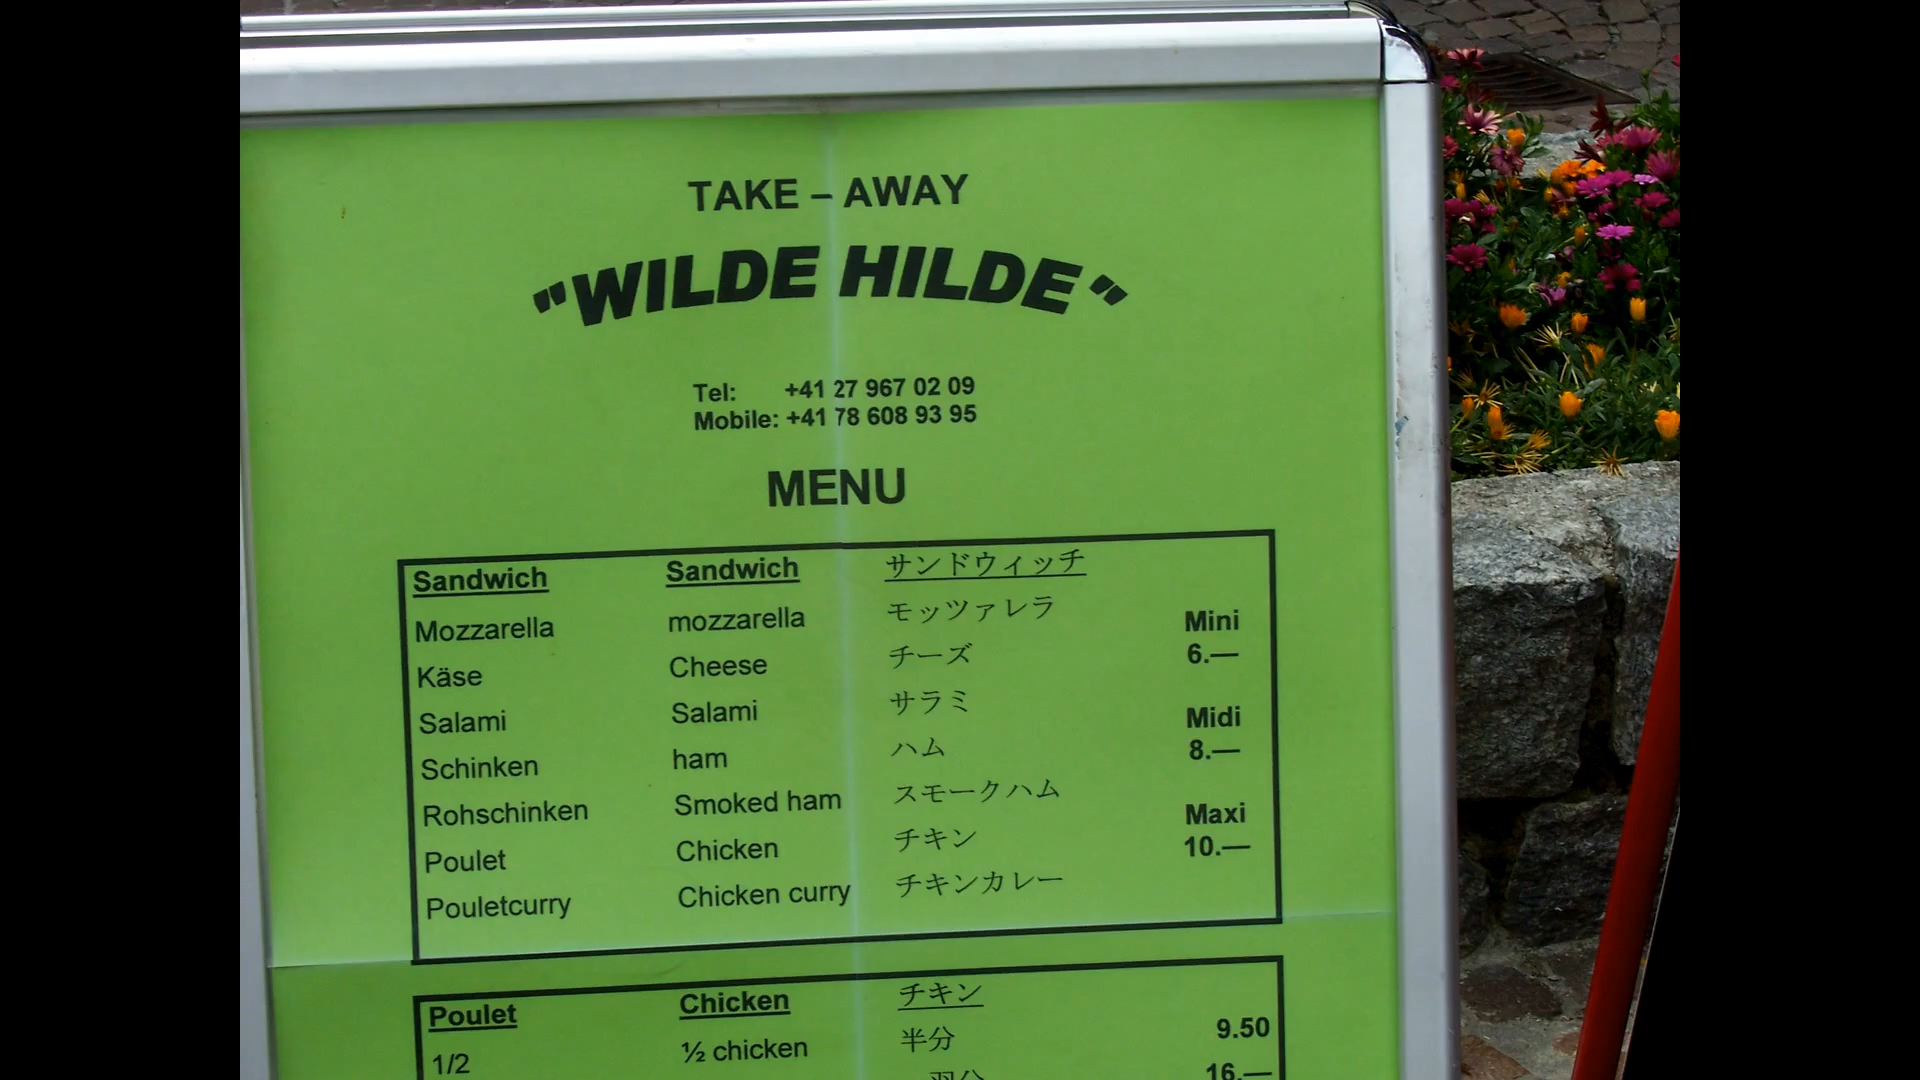 TAKE – AWAY
"WILDE HILDE"
Tel: +41 27 967 02 09
Mobile: +41 78 608 93 95
MENU
Sandwich Sandwich サンドウィッチ
Mozzarella mozzarella モッツァレラ Mini
Käse Cheese チーズ 6.—
Salami Salami サラミ Midi
Schinken ham ハム 8.—
Rohschinken Smoked ham スモークハム Maxi
Poulet Chicken チキン 10.—
Pouletcurry Chicken curry チキンカレー
Poulet Chicken チキン
1/2 ½ chicken 半分 9.50
16.—